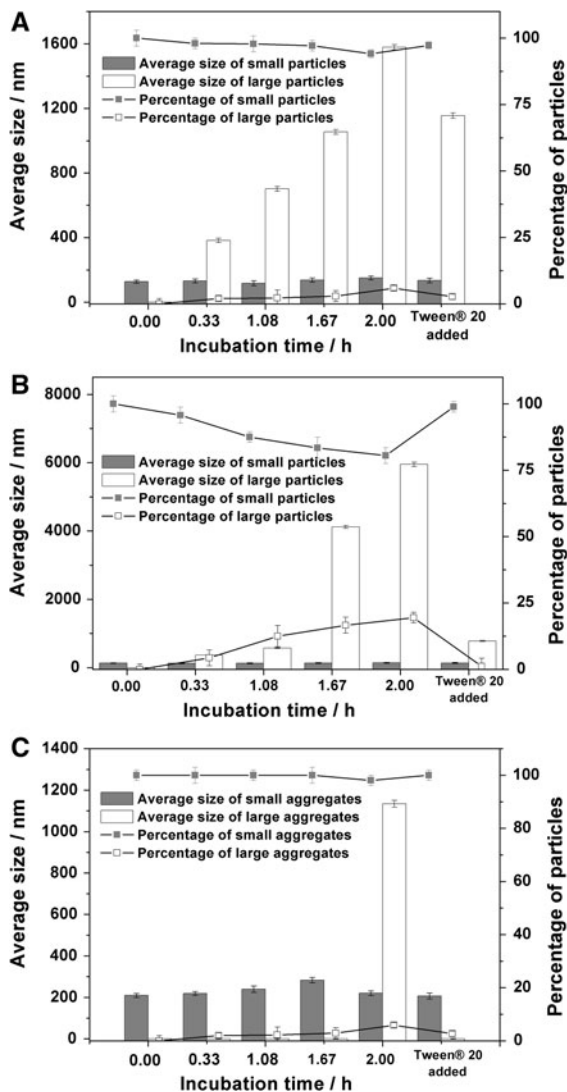 A
Average size / nm
1600
1200
800
400
0
Average size of small particles
Average size of large particles
Percentage of small particles
Percentage of large particles
100
75
50
25
0
Percentage of particles
0.00 0.33 1.08 1.67 2.00 Tween® 20
added
Incubation time / h
B
Average size / nm
8000
6000
4000
2000
0
Average size of small particles
Average size of large particles
Percentage of small particles
Percentage of large particles
100
75
50
25
0
Percentage of particles
0.00 0.33 1.08 1.67 2.00 Tween® 20
added
Incubation time / h
C
Average size / nm
1400
1200
1100
800
600
400
200
0
Average size of small aggregates
Average size of large aggregates
Percentage of small aggregates
Percentage of large aggregates
100
80
60
40
20
0
Percentage of particles
0.00 0.33 1.08 1.67 2.00 Tween® 20
added
Incubation time / h